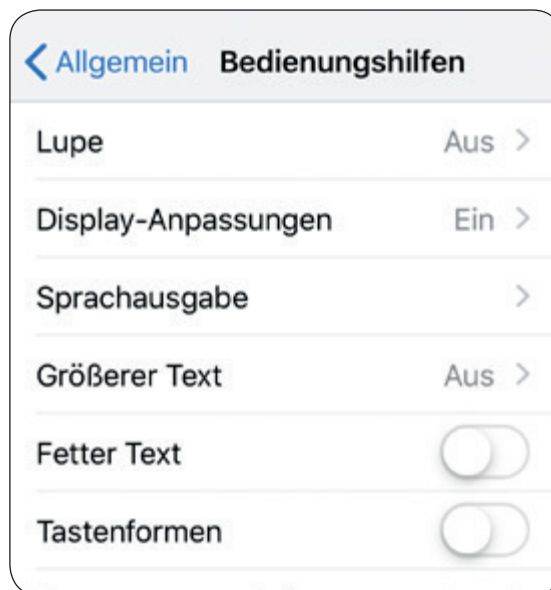 Allgemein Bedienungshilfen
Lupe Aus
Display-Anpassungen Ein
Sprachausgabe
Größerer Text Aus
Fetter Text
Tastenformen